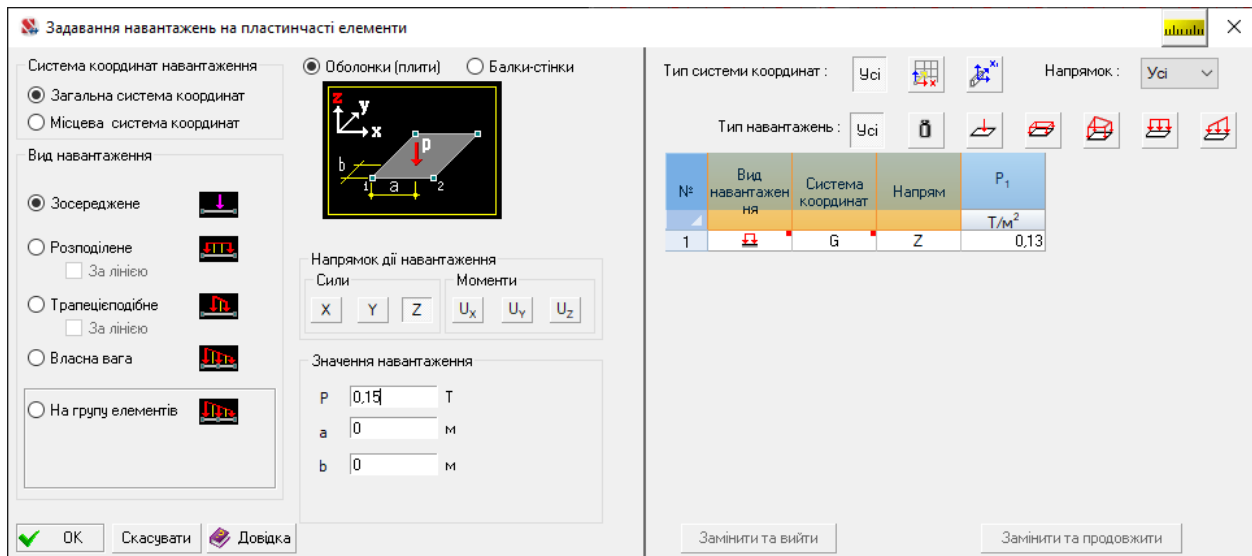 Задавання навантажень на пластинчасті елементи
Система координат навантаження
Загальна система координат
Місцева система координат
Вид навантаження
Зосереджене
Розподілене
За лінією
Трапецієподібне
За лінією
Власна вага
На групу елементів
Оболонки (плити)
Балки-стінки
z
y
x
p
b
a
1
2
Напрямок дії навантаження
Сили
Моменти
X Y Z
UX UY UZ
Значення навантаження
P 0,15 Т
a 0 м
b 0 м
OK
Скасувати
Довідка
Тип системи координат : Усі
Напрямок : Усі
Тип навантажень : Усі
№ Вид навантажен ня Система координат Напрям P1
Т/м²
1 G Z 0,13
Замінити та вийти
Замінити та продовжити